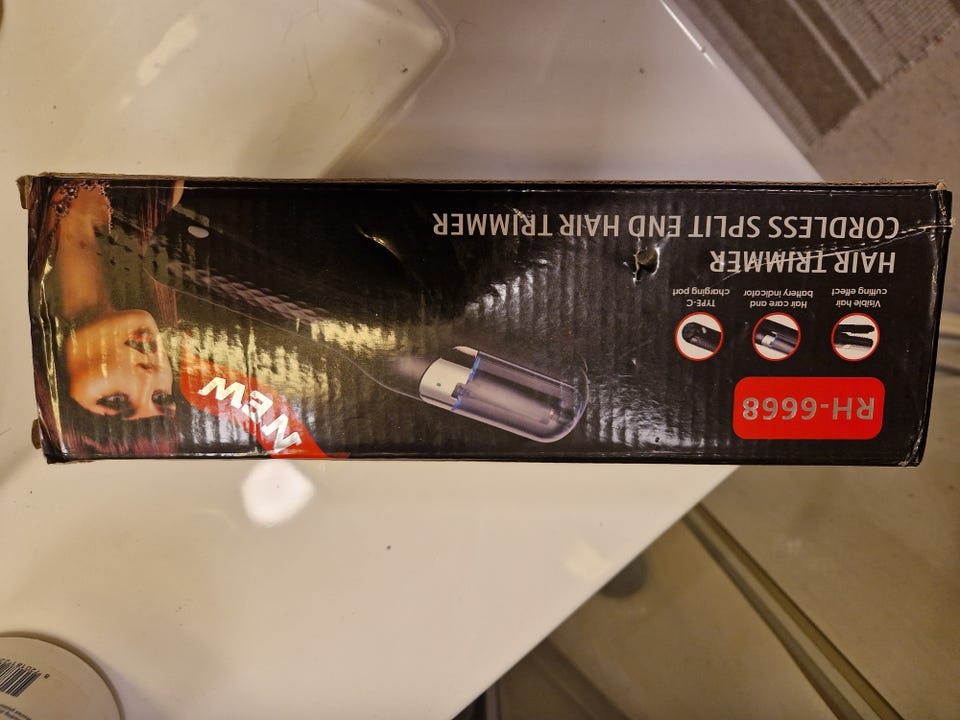 RH-6668
Visible hair
cutting effect
Hair care and
battery indicator
TYPE-C
charging port
HAIR TRIMMER
CORDLESS SPLIT END HAIR TRIMMER
NEW